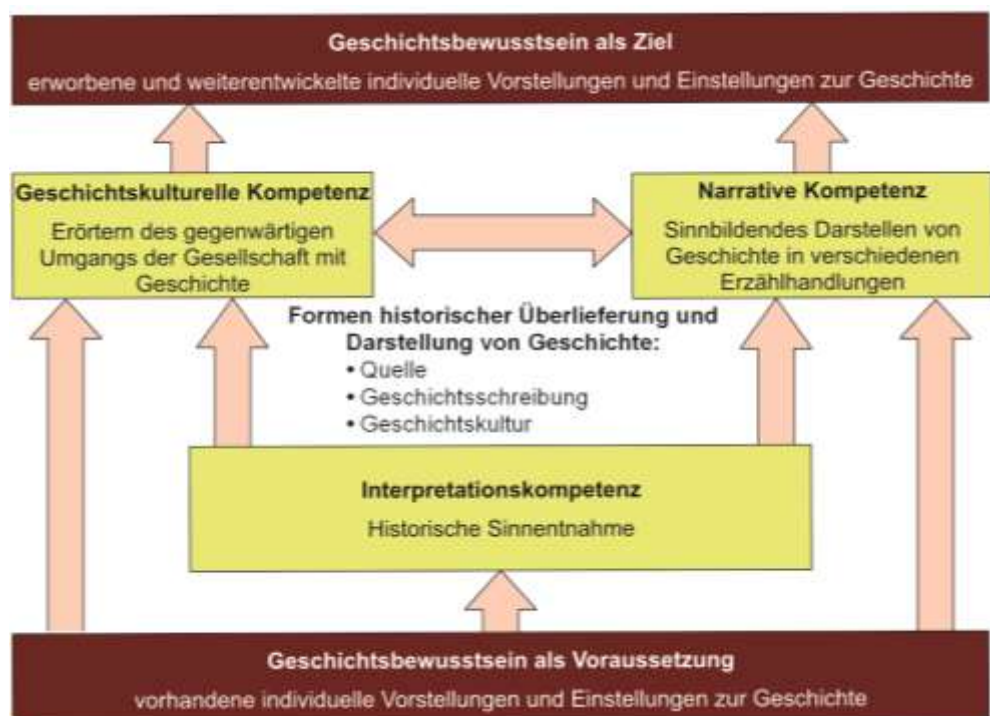 Geschichtsbewusstsein als Ziel
erworbene und weiterentwickelte individuelle Vorstellungen und Einstellungen zur Geschichte
Geschichtskulturelle Kompetenz
Erörtern des gegenwärtigen
Umgangs der Gesellschaft mit
Geschichte
Narrative Kompetenz
Sinnbildendes Darstellen von
Geschichte in verschiedenen
Erzählhandlungen
Formen historischer Überlieferung und
Darstellung von Geschichte:
• Quelle
• Geschichtsschreibung
• Geschichtskultur
Interpretationskompetenz
Historische Sinnentnahme
Geschichtsbewusstsein als Voraussetzung
vorhandene individuelle Vorstellungen und Einstellungen zur Geschichte